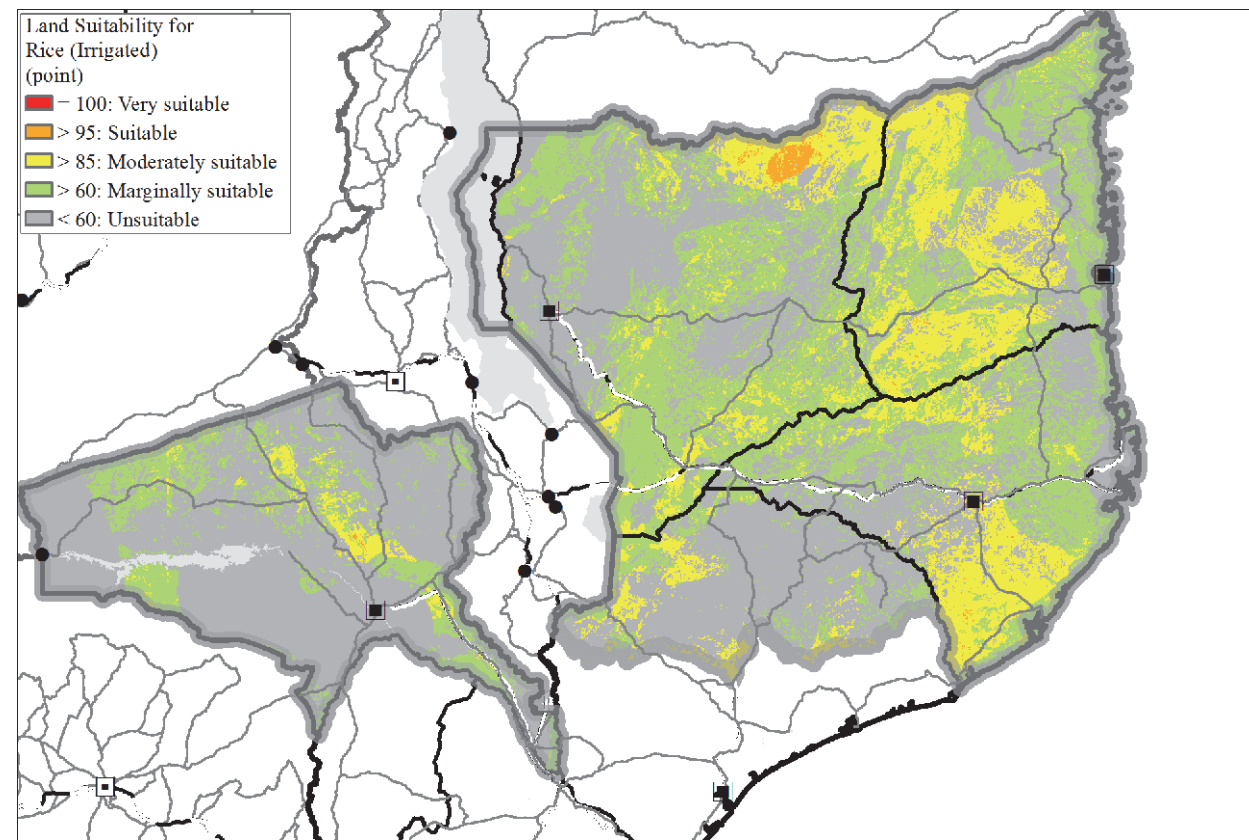 Land Suitability for
Rice (Irrigated)
(point)
= 100: Very suitable
> 95: Suitable
> 85: Moderately suitable
> 60: Marginally suitable
< 60: Unsuitable